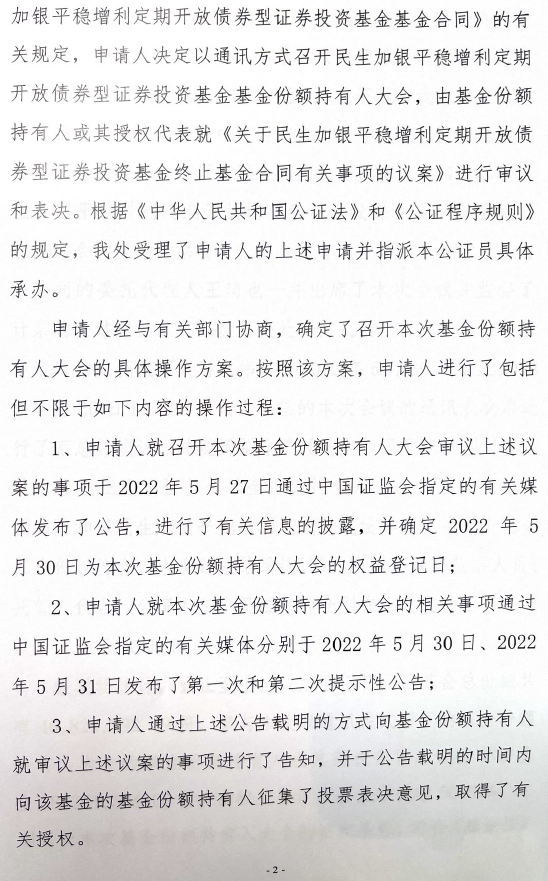 加银平稳增利定期开放债券型证券投资基金基金合同》的有
关规定，申请人决定以通讯方式召开民生加银平稳增利定期
开放债券型证券投资基金基金份额持有人大会，由基金份额
持有人或其授权代表就《关于民生加银平稳增利定期开放债
券型证券投资基金终止基金合同有关事项的议案》进行审议
和表决。根据《中华人民共和国公证法》和《公证程序规则》
的规定，我处受理了申请人的上述申请并指派本公证员具体
承办。
申请人经与有关部门协商，确定了召开本次基金份额持
有人大会的具体操作方案。按照该方案，申请人进行了包括
但不限于如下内容的操作过程：
1、申请人就召开本次基金份额持有人大会审议上述议
案的事项于 2022 年 5 月 27 日通过中国证监会指定的有关媒
体发布了公告，进行了有关信息的披露，并确定 2022 年 5
月 30 日为本次基金份额持有人大会的权益登记日；
2、申请人就本次基金份额持有人大会的相关事项通过
中国证监会指定的有关媒体分别于 2022 年 5 月 30 日、2022
年 5 月 31 日发布了第一次和第二次提示性公告；
3、申请人通过上述公告载明的方式向基金份额持有人
就审议上述议案的事项进行了告知，并于公告载明的时间内
向该基金的基金份额持有人征集了投票表决意见，取得了有
关授权。
- 2 -